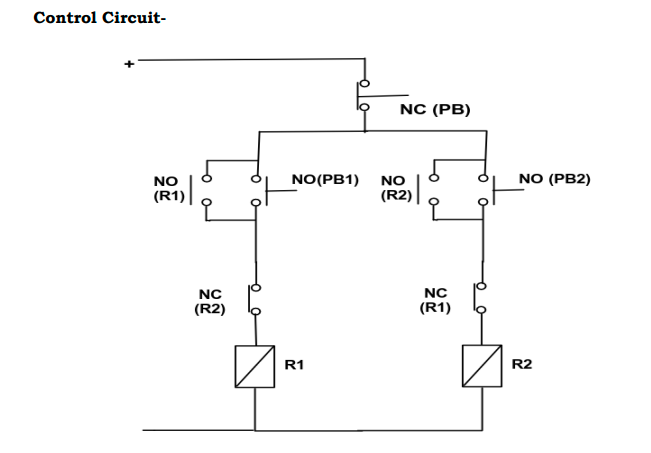 Control Circuit-
+
NC (PB)
NO
(R1)
NO(PB1)
NO
(R2)
NO (PB2)
NC
(R2)
NC
(R1)
R1
R2